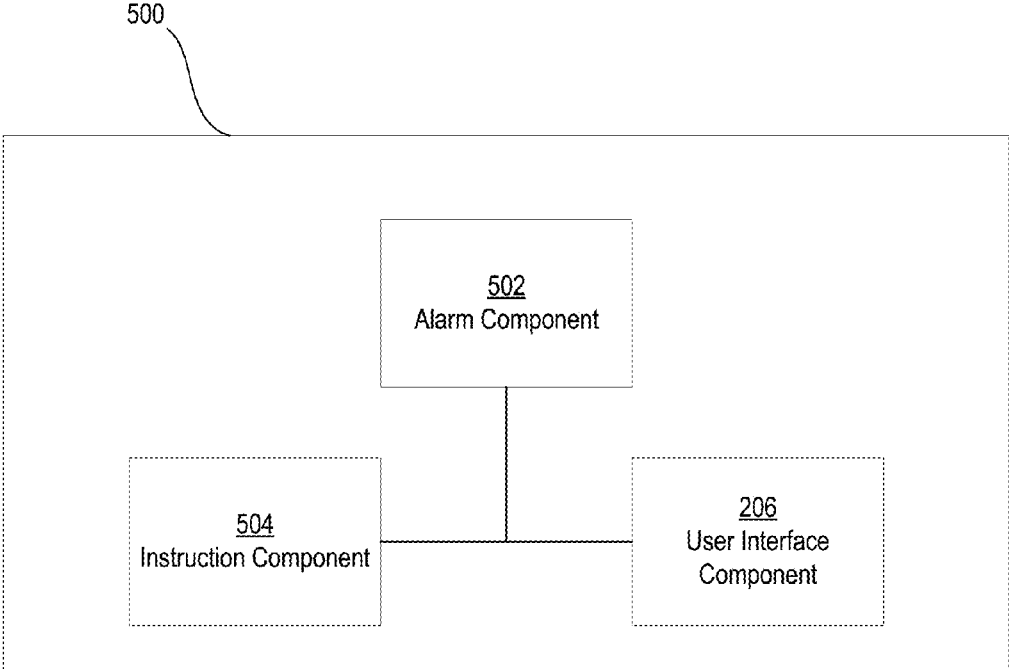 500
502
Alarm Component
504
Instruction Component
206
User Interface
Component